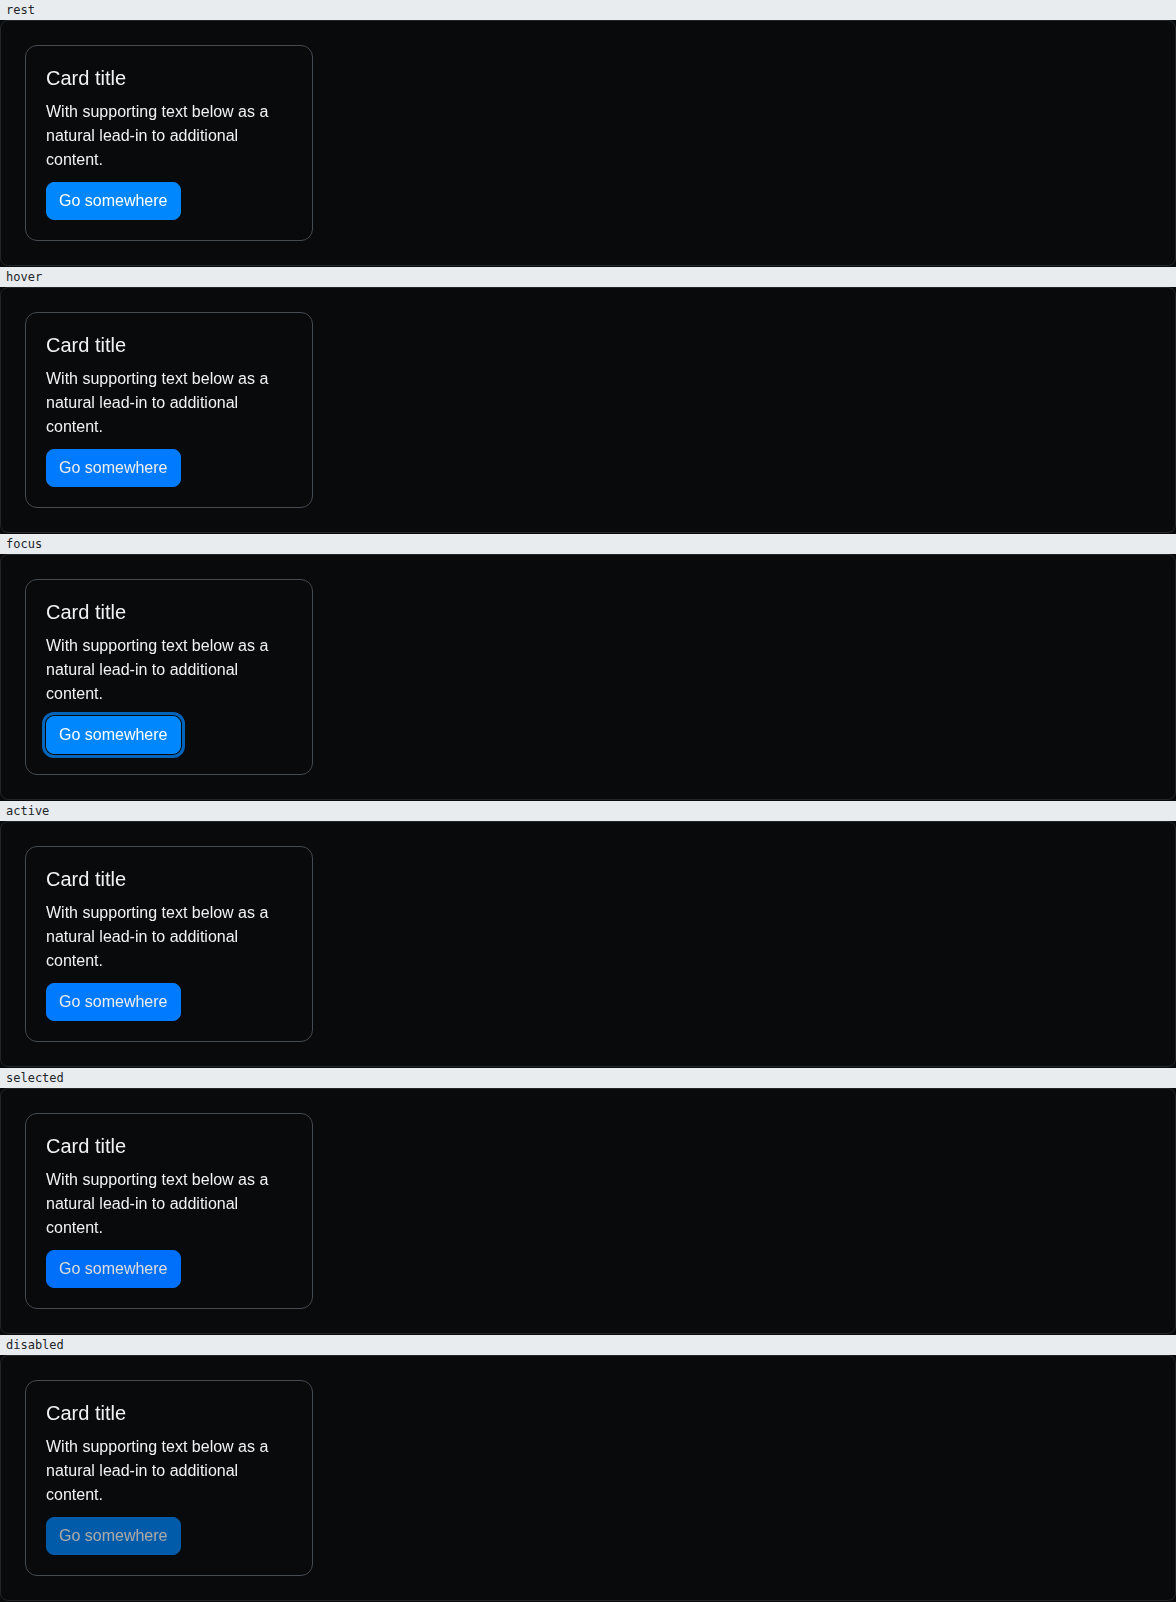 rest
Card title
With supporting text below as a
natural lead-in to additional
content.
Go somewhere
hover
Card title
With supporting text below as a
natural lead-in to additional
content.
Go somewhere
focus
Card title
With supporting text below as a
natural lead-in to additional
content.
Go somewhere
active
Card title
With supporting text below as a
natural lead-in to additional
content.
Go somewhere
selected
Card title
With supporting text below as a
natural lead-in to additional
content.
Go somewhere
disabled
Card title
With supporting text below as a
natural lead-in to additional
content.
Go somewhere